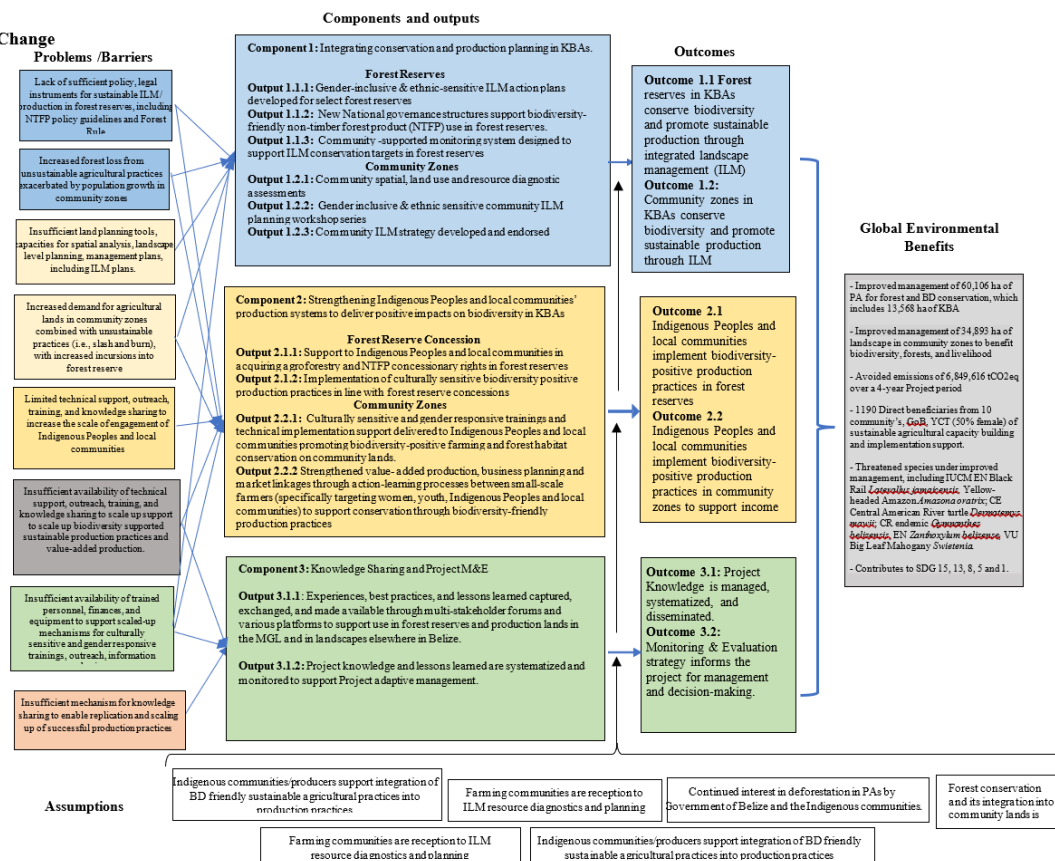 Components and outputs
Change
Problems /Barriers
Outcomes
Global Environmental
Benefits
Lack of sufficient policy, legal
instruments for sustainable ILM /
production in forest reserves, including
NTFP policy guidelines and Forest
Rule
Increased forest loss from
unsustainable agricultural practices
exacerbated by population growth in
community zones
Insufficient land planning tools,
capacities for spatial analysis, landscape
level planning, management plans,
including ILM plans.
Increased demand for agricultural
lands in community zones
combined with unsustainable
practices (i.e., slash and burn),
with increased incursions into
forest reserve
Limited technical support, outreach,
training, and knowledge sharing to
increase the scale of engagement of
Indigenous Peoples and local
communities
Insufficient availability of technical
support, outreach, training, and
knowledge sharing to scale up support
to scale up biodiversity supported
sustainable production practices and
value-added production.
Insufficient availability of trained
personnel, finances, and
equipment to support scaled-up
mechanisms for culturally
sensitive and gender responsive
trainings, outreach, information
Insufficient mechanism for knowledge
sharing to enable replication and scaling
up of successful production practices
Component 1: Integrating conservation and production planning in KBAs.
Forest Reserves
Output 1.1.1: Gender-inclusive & ethnic-sensitive ILM action plans
developed for select forest reserves
Output 1.1.2: New National governance structures support biodiversity-
friendly non-timber forest product (NTFP) use in forest reserves.
Output 1.1.3: Community -supported monitoring system designed to
support ILM conservation targets in forest reserves
Community Zones
Output 1.2.1: Community spatial, land use and resource diagnostic
assessments
Output 1.2.2: Gender inclusive & ethnic sensitive community ILM
planning workshop series
Output 1.2.3: Community ILM strategy developed and endorsed
Component 2: Strengthening Indigenous Peoples and local communities'
production systems to deliver positive impacts on biodiversity in KBAs
Forest Reserve Concession
Output 2.1.1: Support to Indigenous Peoples and local communities in
acquiring agroforestry and NTFP concessionary rights in forest reserves
Output 2.1.2: Implementation of culturally sensitive biodiversity positive
production practices in line with forest reserve concessions
Community Zones
Output 2.2.1: Culturally sensitive and gender responsive trainings and
technical implementation support delivered to Indigenous Peoples and local
communities promoting biodiversity-positive farming and forest habitat
conservation on community lands.
Output 2.2.2 Strengthened value- added production, business planning and
market linkages through action-learning processes between small-scale
farmers (specifically targeting women, youth, Indigenous Peoples and local
communities) to support conservation through biodiversity-friendly
production practices
Component 3: Knowledge Sharing and Project M&E
Output 3.1.1: Experiences, best practices, and lessons learned captured,
exchanged, and made available through multi-stakeholder forums and
various platforms to support use in forest reserves and production lands in
the MGL and in landscapes elsewhere in Belize.
Output 3.1.2: Project knowledge and lessons learned are systematized and
monitored to support Project adaptive management.
Outcome 1.1 Forest
reserves in KBAs
conserve biodiversity
and promote sustainable
production through
integrated landscape
management (ILM)
Outcome 1.2:
Community zones in
KBAs conserve
biodiversity and promote
sustainable production
through ILM
Outcome 2.1
Indigenous Peoples and
local communities
implement biodiversity-
positive production
practices in forest
reserves
Outcome 2.2
Indigenous Peoples and
local communities
implement biodiversity-
positive production
practices in community
zones to support income
Outcome 3.1: Project
Knowledge is managed,
systematized, and
disseminated.
Outcome 3.2:
Monitoring & Evaluation
strategy informs the
project for management
and decision-making.
- Improved management of 60,106 ha of
PA for forest and BD conservation, which
includes 13,568 ha of KBA
- Improved management of 34,893 ha of
landscape in community zones to benefit
biodiversity, forests, and livelihood
- Avoided emissions of 6,849,616 tCO2eq
over a 4-year Project period
- 1190 Direct beneficiaries from 10
community's, GoB, YCT (50% female) of
sustainable agricultural capacity building
and implementation support.
- Threatened species under improved
management, including IUCM EN Black
Rail Laterallus jamaicensis, Yellow-
headed Amazon Amazona oratrix; CE
Central American River turtle Dermatemys
mawii; CR endemic
belizensis, EN Zanthoxylum belizense, VU
Big Leaf Mahogany Swietenia
- Contributes to SDG 15, 13, 8, 5 and 1.
Assumptions
Indigenous communities/producers support integration of
BD friendly sustainable agricultural practices into
production practices
Farming communities are reception to
ILM resource diagnostics and planning
Continued interest in deforestation in PAs by
Government of Belize and the Indigenous communities.
Forest conservation
and its integration into
community lands is
Farming communities are reception to ILM
resource diagnostics and planning
Indigenous communities/producers support integration of BD friendly
sustainable agricultural practices into production practices